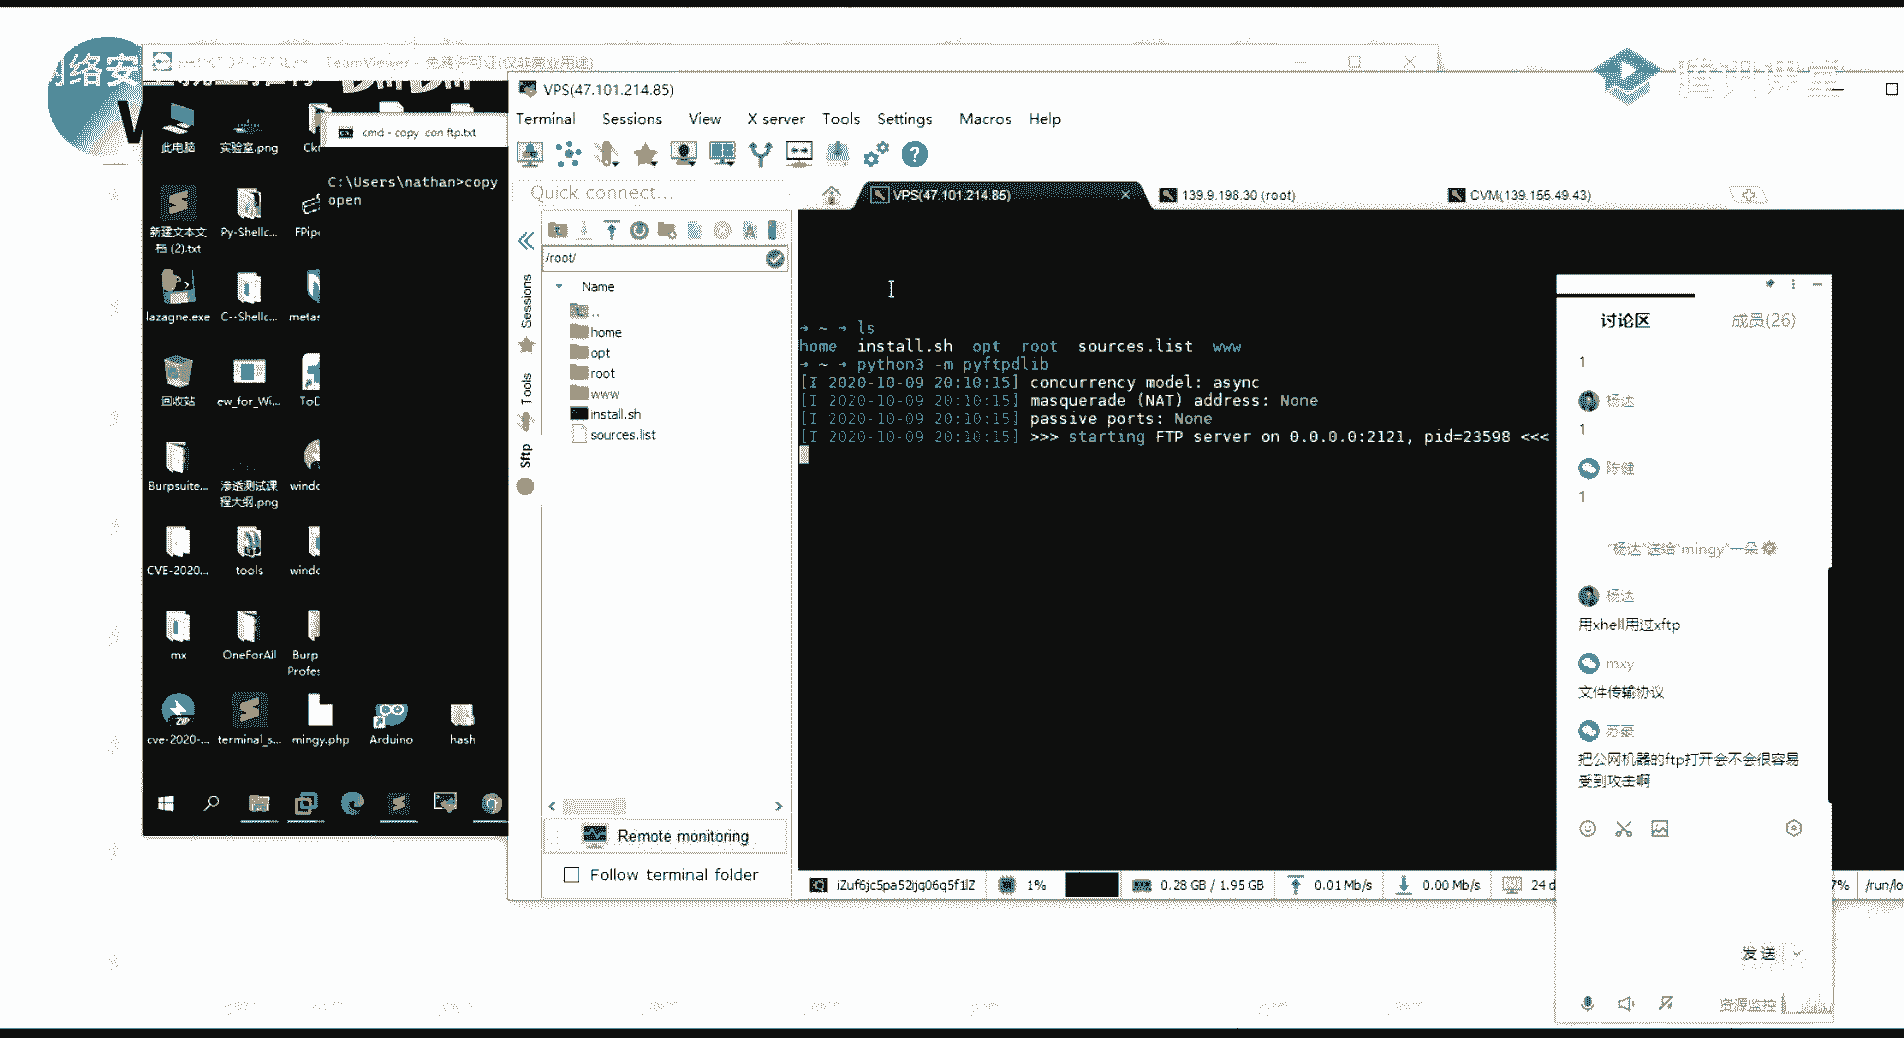 网络安
TeamViewer - 免费许可证(仅非商业用途)
此电脑
实验室.png
cmd - copy  con ftp.txt
C:\Users\nathan>copy
open
新建文本文
档 (2).txt
Py-Shellc...
lazagne.exe
C--Shellc...
metas
回收站
ew_for_Wi...
Burpsuite...
渗透测试课
程大纲.png
windo
CVE-2020...
tools
windo
mx
OneForAll
Burp
Profes
cve-2020-...
terminal_s...
mingy.php
Arduino
hash
VPS(47.101.214.85)
Terminal
Sessions
View
X server
Tools
Settings
Macros
Help
Quick connect...
VPS(47.101.214.85)
139.9.198.30 (root)
CVM(139.155.49.43)
/root/
Sessions
Tools
Sftp
Name
..
home
opt
root
www
install.sh
sources.list
Remote monitoring
Follow terminal folder
➜ ~ ➜ ls
home  install.sh  opt  root  sources.list  www
➜ ~ ➜ python3 -m pyftpdlib
[I 2020-10-09 20:10:15] concurrency model: async
[I 2020-10-09 20:10:15] masquerade (NAT) address: None
[I 2020-10-09 20:10:15] passive ports: None
[I 2020-10-09 20:10:15] >>> starting FTP server on 0.0.0.0:2121, pid=23598 <<<
1%
0.28 GB / 1.95 GB
0.01 Mb/s
0.00 Mb/s
24 d
7%
/run/lo
腾讯课堂
讨论区
成员(26)
1
杨达
1
陈健
1
"杨达"送给"mingy"一朵
杨达
用xhell用过xftp
mxy
文件传输协议
苏豪
把公网机器的ftp打开会不会很容易
受到攻击啊
发送
资源监控